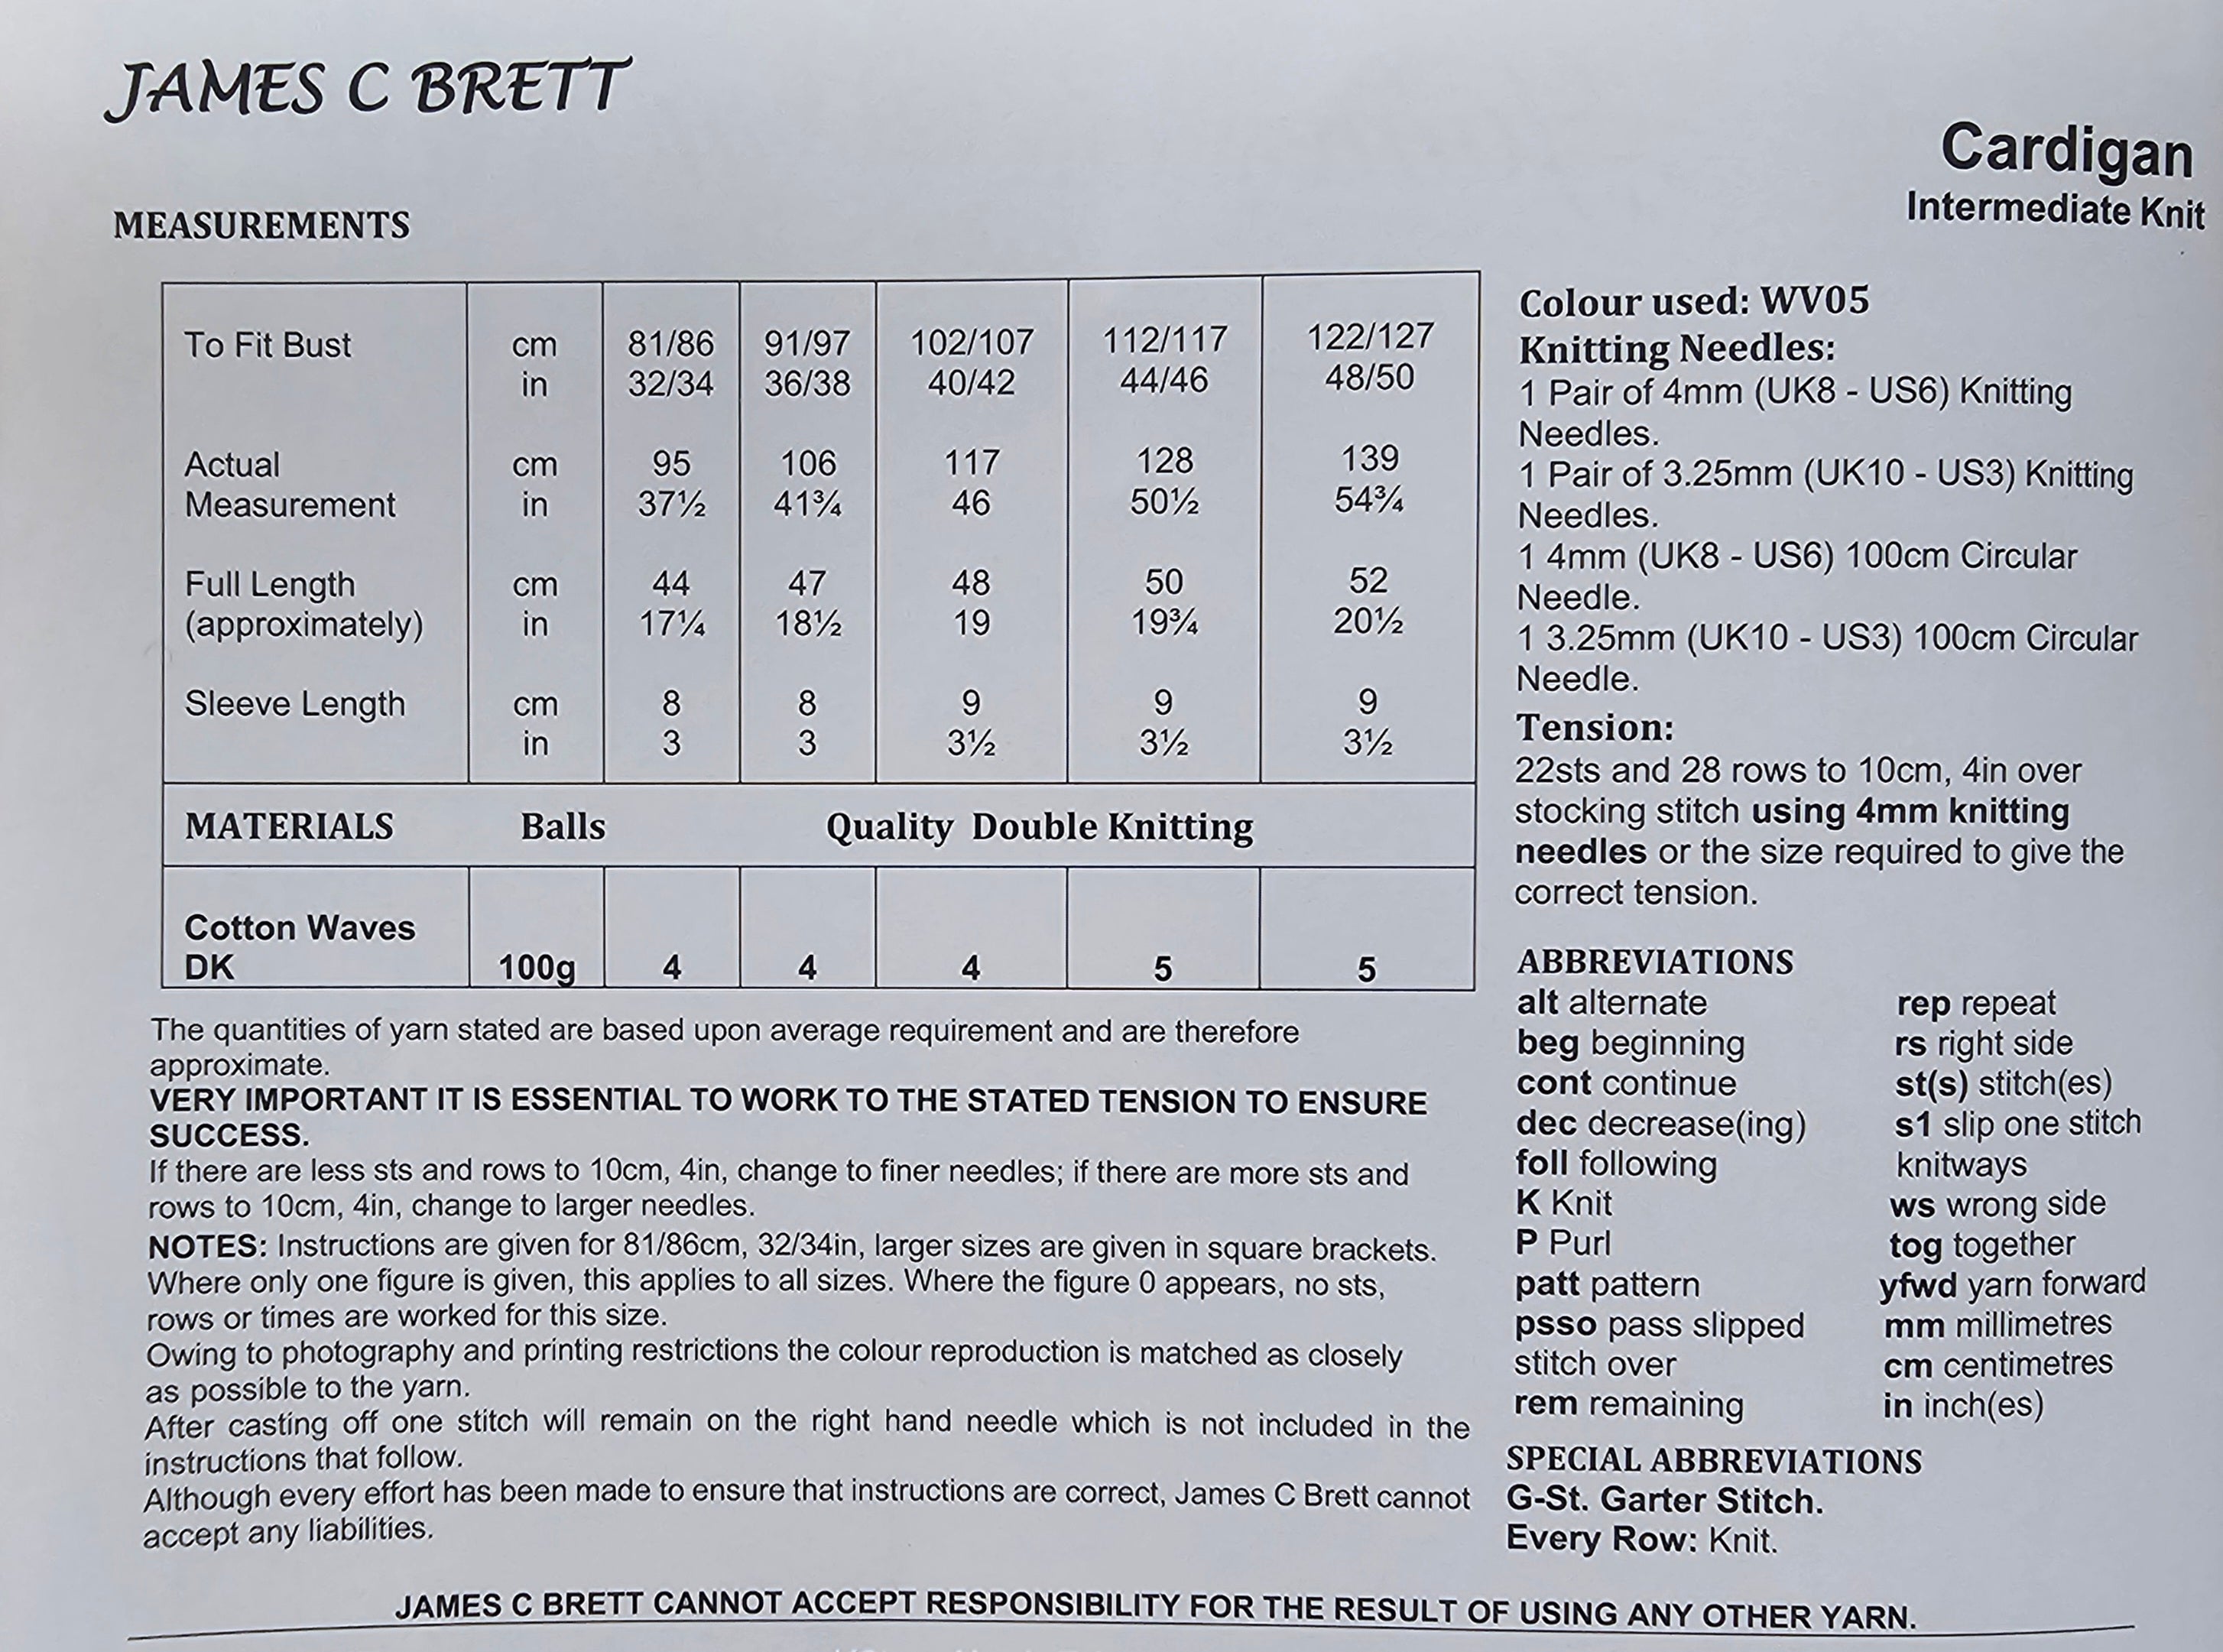 JAMES C BRETT
Cardigan
Intermediate Knit
MEASUREMENTS
To Fit Bust cm 81/86 91/97 102/107 112/117 122/127
in 32/34 36/38 40/42 44/46 48/50
Actual cm 95 106 117 128 139
Measurement in 37½ 41¾ 46 50½ 54¾
Full Length cm 44 47 48 50 52
(approximately) in 17¼ 18½ 19 19¾ 20½
Sleeve Length cm 8 8 9 9 9
in 3 3 3½ 3½ 3½
MATERIALS Balls Quality Double Knitting
Cotton Waves
DK 100g 4 4 4 5 5
The quantities of yarn stated are based upon average requirement and are therefore
approximate.
VERY IMPORTANT IT IS ESSENTIAL TO WORK TO THE STATED TENSION TO ENSURE
SUCCESS.
If there are less sts and rows to 10cm, 4in, change to finer needles; if there are more sts and
rows to 10cm, 4in, change to larger needles.
NOTES: Instructions are given for 81/86cm, 32/34in, larger sizes are given in square brackets.
Where only one figure is given, this applies to all sizes. Where the figure 0 appears, no sts,
rows or times are worked for this size.
Owing to photography and printing restrictions the colour reproduction is matched as closely
as possible to the yarn.
After casting off one stitch will remain on the right hand needle which is not included in the
instructions that follow.
Although every effort has been made to ensure that instructions are correct, James C Brett cannot
accept any liabilities.
Colour used: WV05
Knitting Needles:
1 Pair of 4mm (UK8 - US6) Knitting
Needles.
1 Pair of 3.25mm (UK10 - US3) Knitting
Needles.
1 4mm (UK8 - US6) 100cm Circular
Needle.
1 3.25mm (UK10 - US3) 100cm Circular
Needle.
Tension:
22sts and 28 rows to 10cm, 4in over
stocking stitch using 4mm knitting
needles or the size required to give the
correct tension.
ABBREVIATIONS
alt alternate
beg beginning
cont continue
dec decrease(ing)
foll following
K Knit
P Purl
patt pattern
psso pass slipped
stitch over
rem remaining
rep repeat
rs right side
st(s) stitch(es)
s1 slip one stitch
knitways
ws wrong side
tog together
yfwd yarn forward
mm millimetres
cm centimetres
in inch(es)
SPECIAL ABBREVIATIONS
G-St. Garter Stitch.
Every Row: Knit.
JAMES C BRETT CANNOT ACCEPT RESPONSIBILITY FOR THE RESULT OF USING ANY OTHER YARN.